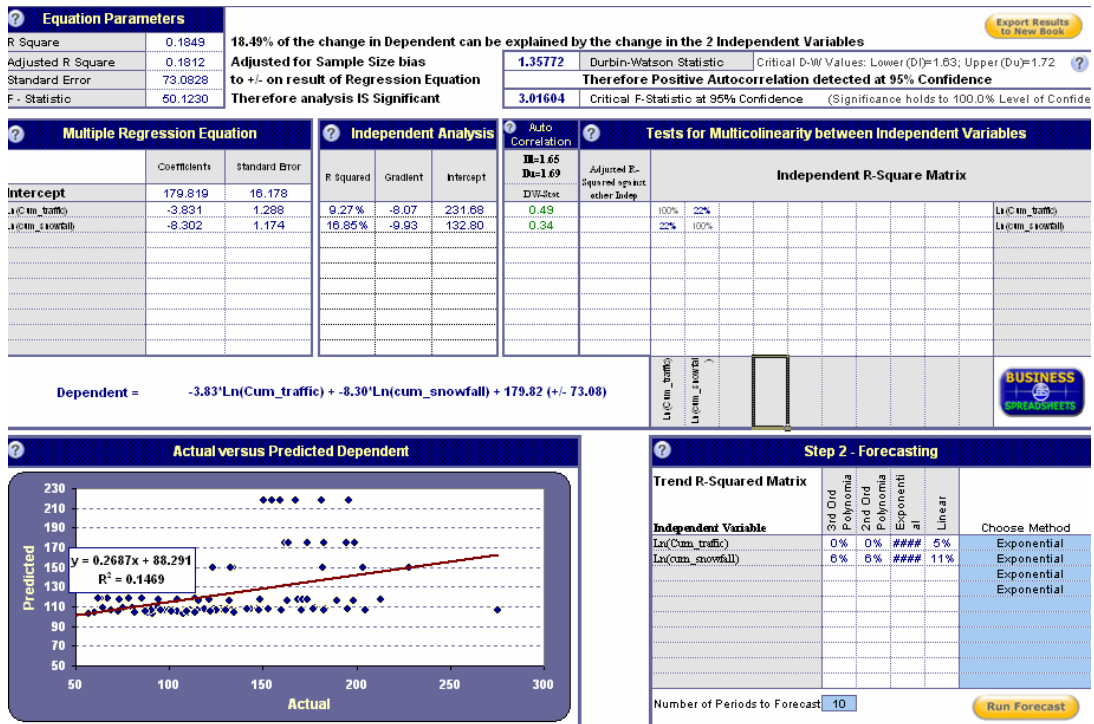 ? Equation Parameters
Export Results to New Book
R Square 0.1849 18.49% of the change in Dependent can be explained by the change in the 2 Independent Variables
Adjusted R Square 0.1812 Adjusted for Sample Size bias 1.35772 Durbin-Watson Statistic Critical D-W Values: Lower (Dl)=1.63; Upper (Du)=1.72 ?
Standard Error 73.0828 to +/- on result of Regression Equation Therefore Positive Autocorrelation detected at 95% Confidence
F - Statistic 50.1230 Therefore analysis IS Significant 3.01604 Critical F-Statistic at 95% Confidence (Significance holds to 100.0% Level of Confide
? Multiple Regression Equation
Coefficients Standard Error
Intercept 179.819 16.178
Ln(Cum_traffic) -3.831 1.288
Ln(cum_snowfall) -8.302 1.174
? Independent Analysis
R Squared Gradient Intercept
9.27% -8.07 231.68
16.85% -9.93 132.80
? Auto Correlation
Dl=1.65
Du=1.69
DW-Stat
0.49
0.34
? Tests for Multicolinearity between Independent Variables
Adjusted R-Squared against other Indep
Independent R-Square Matrix
100% 22% Ln(Cum_traffic)
22% 100% Ln(cum_snowfall)
Ln(Cum_traffic)
Ln(cum_snowfal
)
BUSINESS
SPREADSHEETS
Dependent = -3.83*Ln(Cum_traffic) + -8.30*Ln(cum_snowfall) + 179.82 (+/- 73.08)
? Actual versus Predicted Dependent
230
210
190
170
150
130
110
90
70
50
Predicted
y = 0.2687x + 88.291
R² = 0.1469
50 100 150 200 250 300
Actual
? Step 2 - Forecasting
Trend R-Squared Matrix
Independent Variable
3rd Ord Polynomia
2nd Ord Polynomia
Exponenti al
Linear
Choose Method
Ln(Cum_traffic) 0% 0% #### 5% Exponential
Ln(cum_snowfall) 6% 6% #### 11% Exponential
Exponential
Exponential
Number of Periods to Forecast 10
Run Forecast